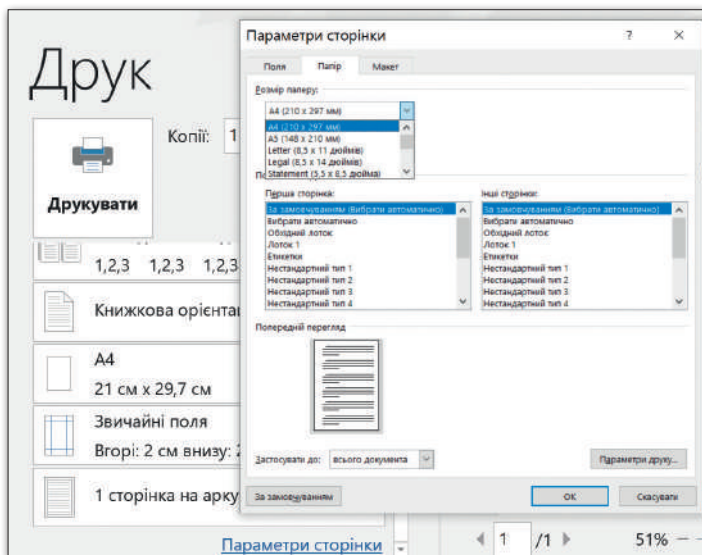 Друк
Копії: 1
Друкувати
1,2,3 1,2,3 1,2,3
Книжкова орієнта
A4
21 см x 29,7 см
Звичайні поля
Вгорі: 2 см внизу: 2
1 сторінка на арку
Параметри сторінки
Параметри сторінки ? ×
Поля Папір Макет
Розмір паперу:
A4 (210 x 297 мм)
A4 (210 x 297 мм)
A5 (148 x 210 мм)
Letter (8,5 x 11 дюймів)
Legal (8,5 x 14 дюймів)
Statement (5,5 x 8,5 дюйма)
Перша сторінка:
За замовчуванням (Вибрати автоматично)
Вибрати автоматично
Обхідний лоток
Лоток 1
Етикетки
Нестандартний тип 1
Нестандартний тип 2
Нестандартний тип 3
Нестандартний тип 4
Інші сторінки:
За замовчуванням (Вибрати автоматично)
Вибрати автоматично
Обхідний лоток
Лоток 1
Етикетки
Нестандартний тип 1
Нестандартний тип 2
Нестандартний тип 3
Нестандартний тип 4
Попередній перегляд
Застосувати до: всього документа
Параметри друку...
За замовчуванням
ОК
Скасувати
1 /1
51%